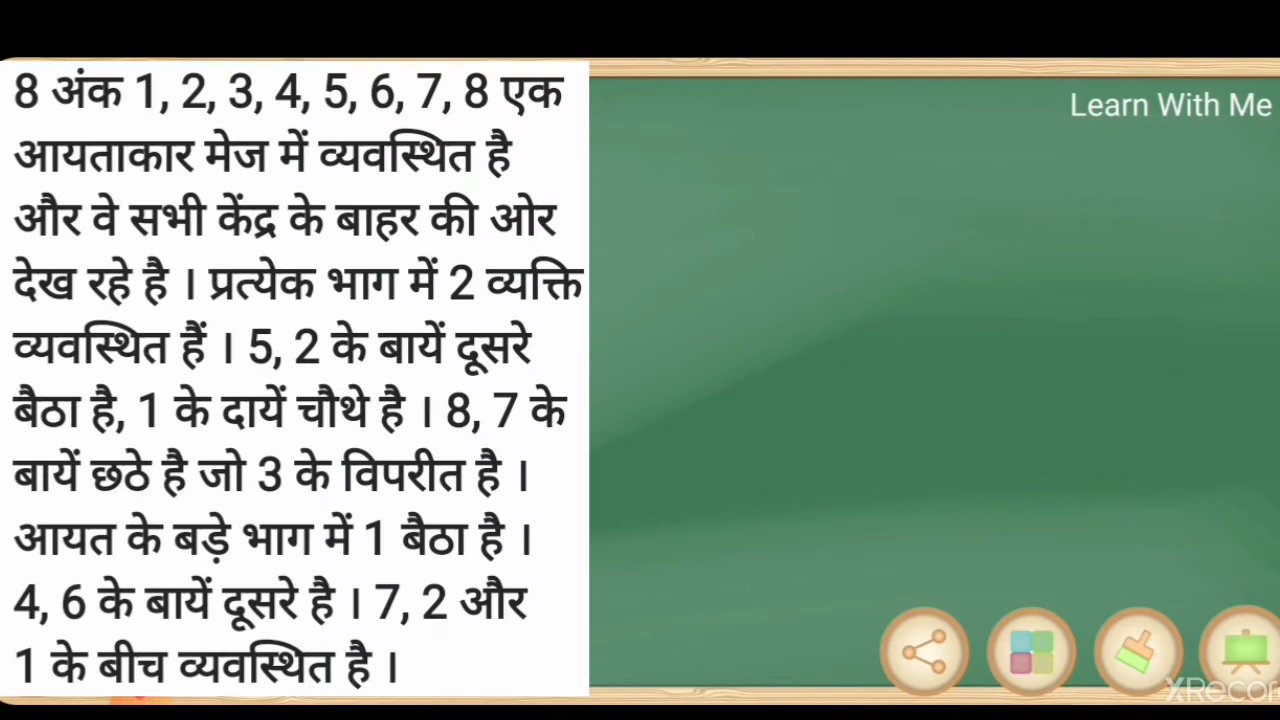 8 अंक 1, 2, 3, 4, 5, 6, 7, 8 एक
आयताकार मेज में व्यवस्थित है
और वे सभी केंद्र के बाहर की ओर
देख रहे है । प्रत्येक भाग में 2 व्यक्ति
व्यवस्थित हैं । 5, 2 के बायें दूसरे
बैठा है, 1 के दायें चौथे है । 8, 7 के
बायें छठे है जो 3 के विपरीत है ।
आयत के बड़े भाग में 1 बैठा है ।
4, 6 के बायें दूसरे है । 7, 2 और
1 के बीच व्यवस्थित है ।
Learn With Me
XRecor